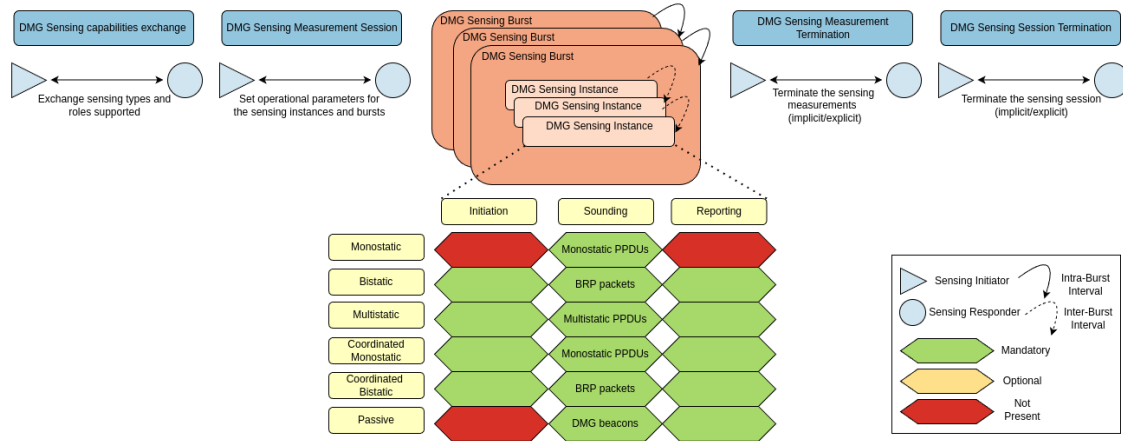 DMG Sensing capabilities exchange
Exchange sensing types and
roles supported
DMG Sensing Measurement Session
Set operational parameters for
the sensing instances and bursts
DMG Sensing Burst
DMG Sensing Burst
DMG Sensing Burst
DMG Sensing Instance
DMG Sensing Instance
DMG Sensing Instance
DMG Sensing Measurement
Termination
Terminate the sensing
measurements
(implicit/explicit)
DMG Sensing Session Termination
Terminate the sensing session
(implicit/explicit)
Initiation
Sounding
Reporting
Monostatic
Monostatic PPDUs
Bistatic
BRP packets
Multistatic
Multistatic PPDUs
Coordinated
Monostatic
Monostatic PPDUs
Coordinated
Bistatic
BRP packets
Passive
DMG beacons
Sensing Initiator
Intra-Burst
Interval
Sensing Responder
Inter-Burst
Interval
Mandatory
Optional
Not
Present